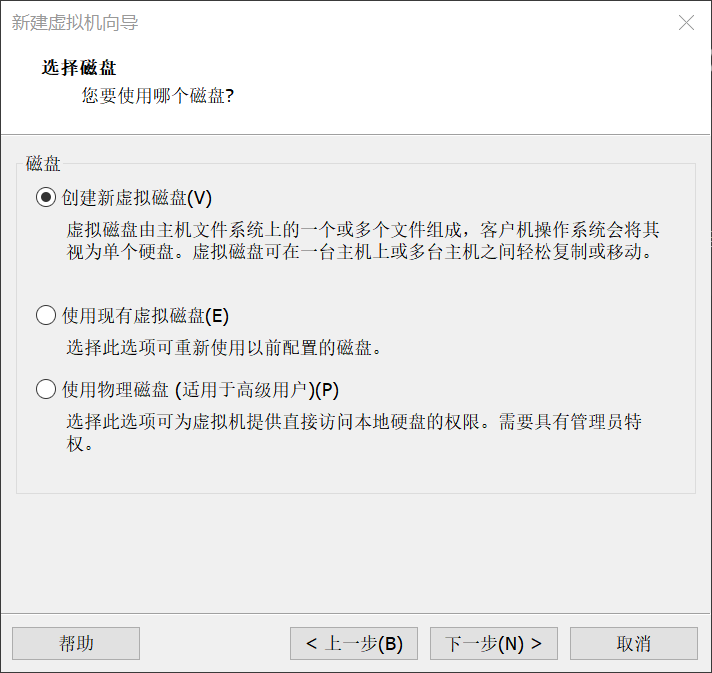 新建虚拟机向导
选择磁盘
您要使用哪个磁盘?
磁盘
创建新虚拟磁盘(V)
虚拟磁盘由主机文件系统上的一个或多个文件组成，客户机操作系统会将其
视为单个硬盘。虚拟磁盘可在一台主机上或多台主机之间轻松复制或移动。
使用现有虚拟磁盘(E)
选择此选项可重新使用以前配置的磁盘。
使用物理磁盘 (适用于高级用户)(P)
选择此选项可为虚拟机提供直接访问本地硬盘的权限。需要具有管理员特
权。
帮助
< 上一步(B)
下一步(N) >
取消